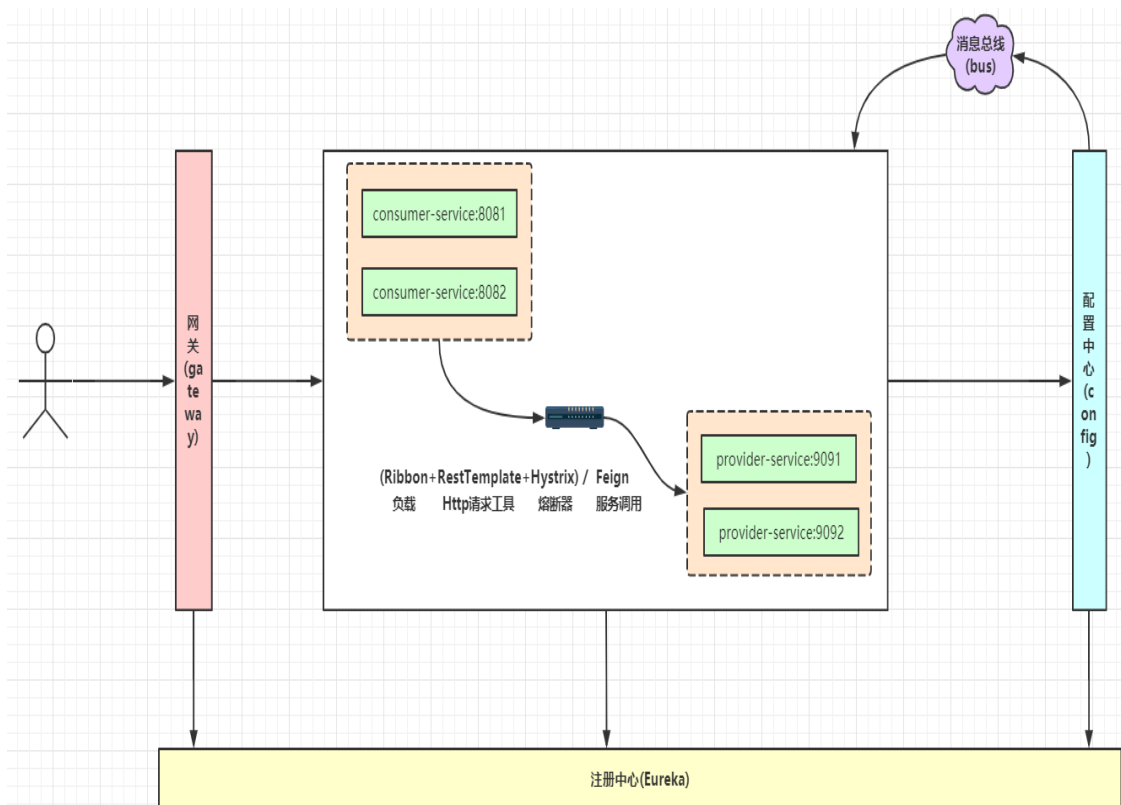 消息总线
(bus)
consumer-service:8081
consumer-service:8082
网
关
(ga
te
wa
y)
配
置
中
心
(c
on
fig
)
provider-service:9091
provider-service:9092
(Ribbon+RestTemplate+Hystrix) / Feign
负载 Http请求工具 熔断器 服务调用
注册中心(Eureka)